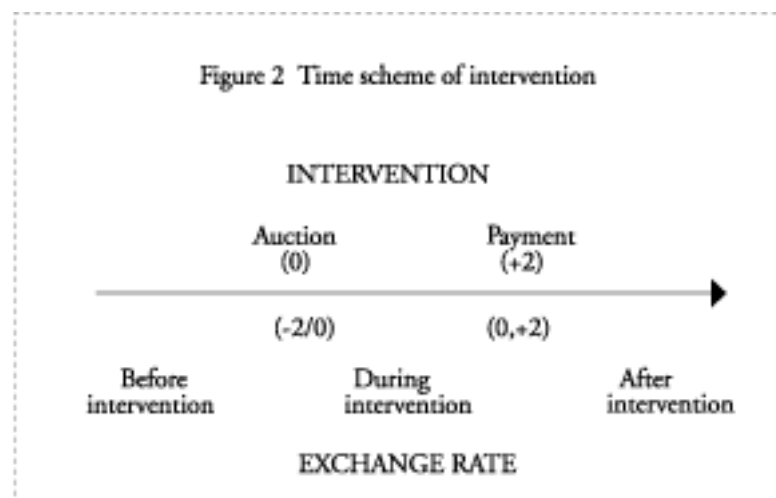 Figure 2 Time scheme of intervention
INTERVENTION
Auction Payment
(0) (+2)
(-2/0) (0,+2)
Before During After
intervention intervention intervention
EXCHANGE RATE